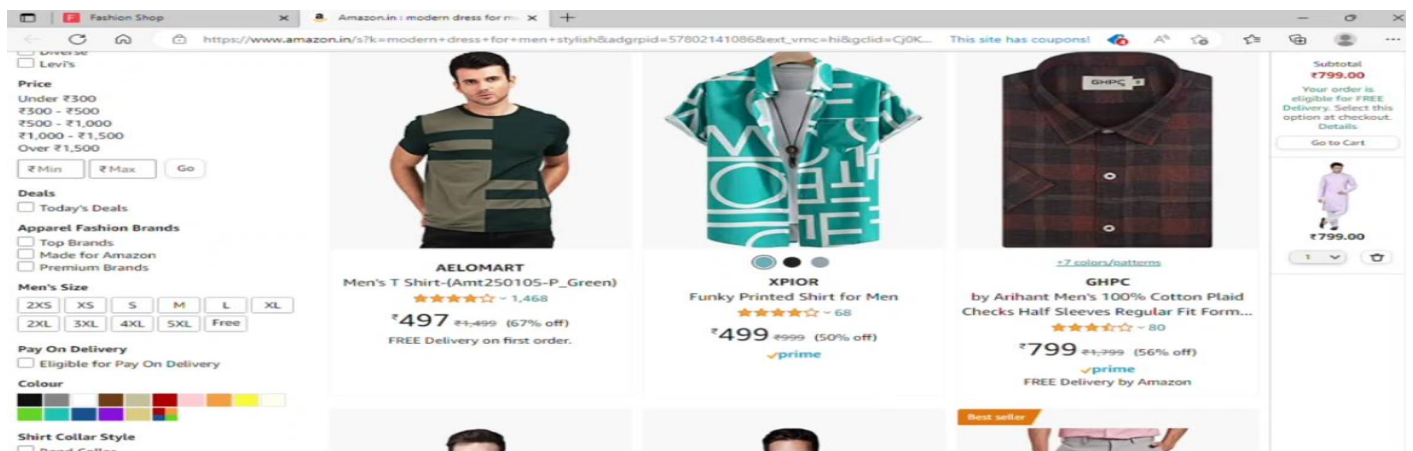 Fashion Shop
Amazon.in : modern dress for m
https://www.amazon.in/s?k=modern+dress+for+men+stylish&adgrpid=57802141086&ext_vrnc=hi&gclid=Cj0K...
This site has coupons!
Diverse
Levi's
Price
Under ₹300
₹300 - ₹500
₹500 - ₹1,000
₹1,000 - ₹1,500
Over ₹1,500
₹ Min ₹ Max Go
Deals
Today's Deals
Apparel Fashion Brands
Top Brands
Made for Amazon
Premium Brands
Men's Size
2XS XS S M L XL
2XL 3XL 4XL 5XL Free
Pay On Delivery
Eligible for Pay On Delivery
Colour
Shirt Collar Style
Band Collar
AELOMART
Men's T Shirt-(Amt250105-P_Green)
1,468
₹497 ₹1,499 (67% off)
FREE Delivery on first order.
XPIOR
Funky Printed Shirt for Men
68
₹499 ₹999 (50% off)
prime
GHPC
+7 colors/patterns
GHPC
by Arihant Men's 100% Cotton Plaid
Checks Half Sleeves Regular Fit Form...
80
₹799 ₹1,799 (56% off)
prime
FREE Delivery by Amazon
Best seller
Subtotal
₹799.00
Your order is
eligible for FREE
Delivery. Select this
option at checkout.
Details
Go to Cart
₹799.00
1